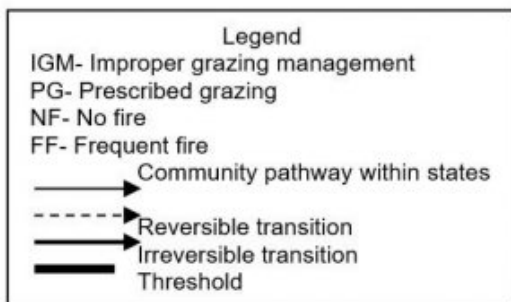 Legend
IGM- Improper grazing management
PG- Prescribed grazing
NF- No fire
FF- Frequent fire
Community pathway within states
Reversible transition
Irreversible transition
Threshold